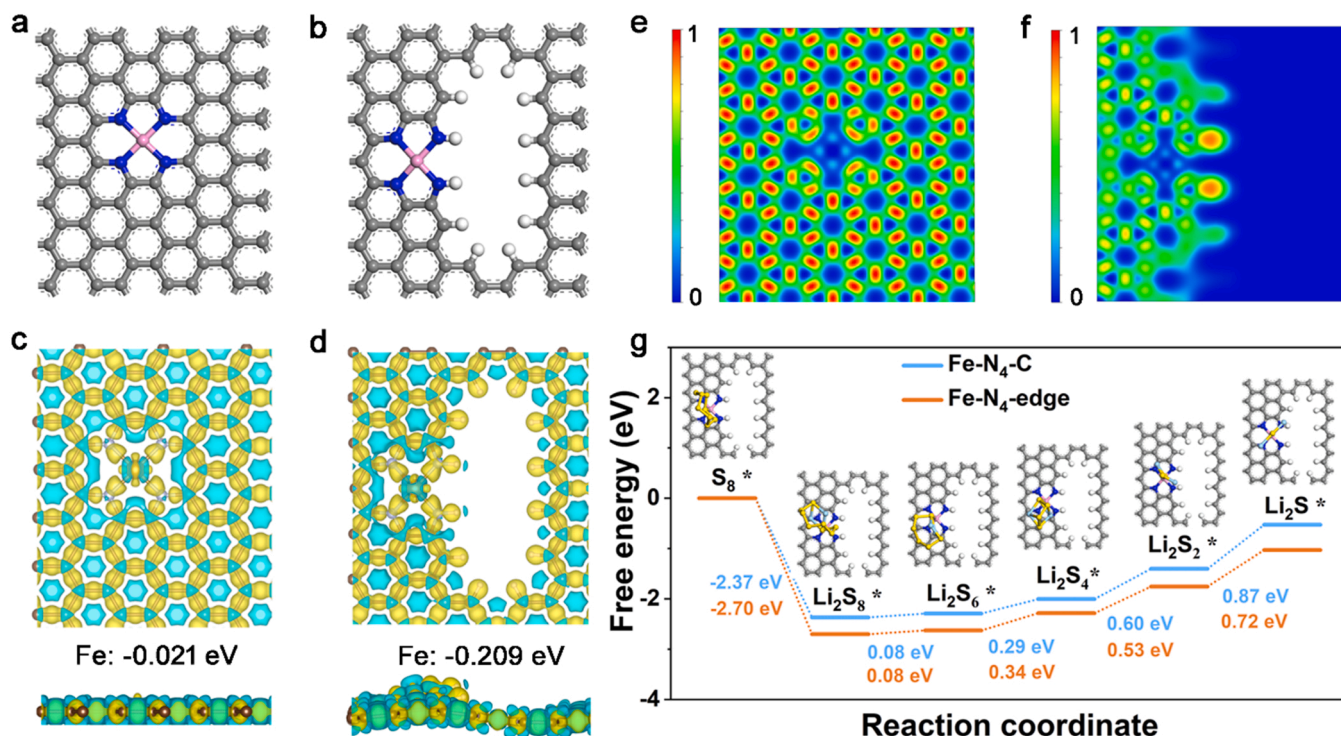 a
b
e
f
1
0
1
0
c
d
g
Fe: -0.021 eV
Fe: -0.209 eV
Free energy (eV)
2
0
-2
-4
Fe-N₄-C
Fe-N₄-edge
S₈ *
Li₂S₈ *
Li₂S₆ *
Li₂S₄*
Li₂S₂ *
Li₂S *
-2.37 eV
-2.70 eV
0.08 eV
0.08 eV
0.29 eV
0.34 eV
0.60 eV
0.53 eV
0.87 eV
0.72 eV
Reaction coordinate